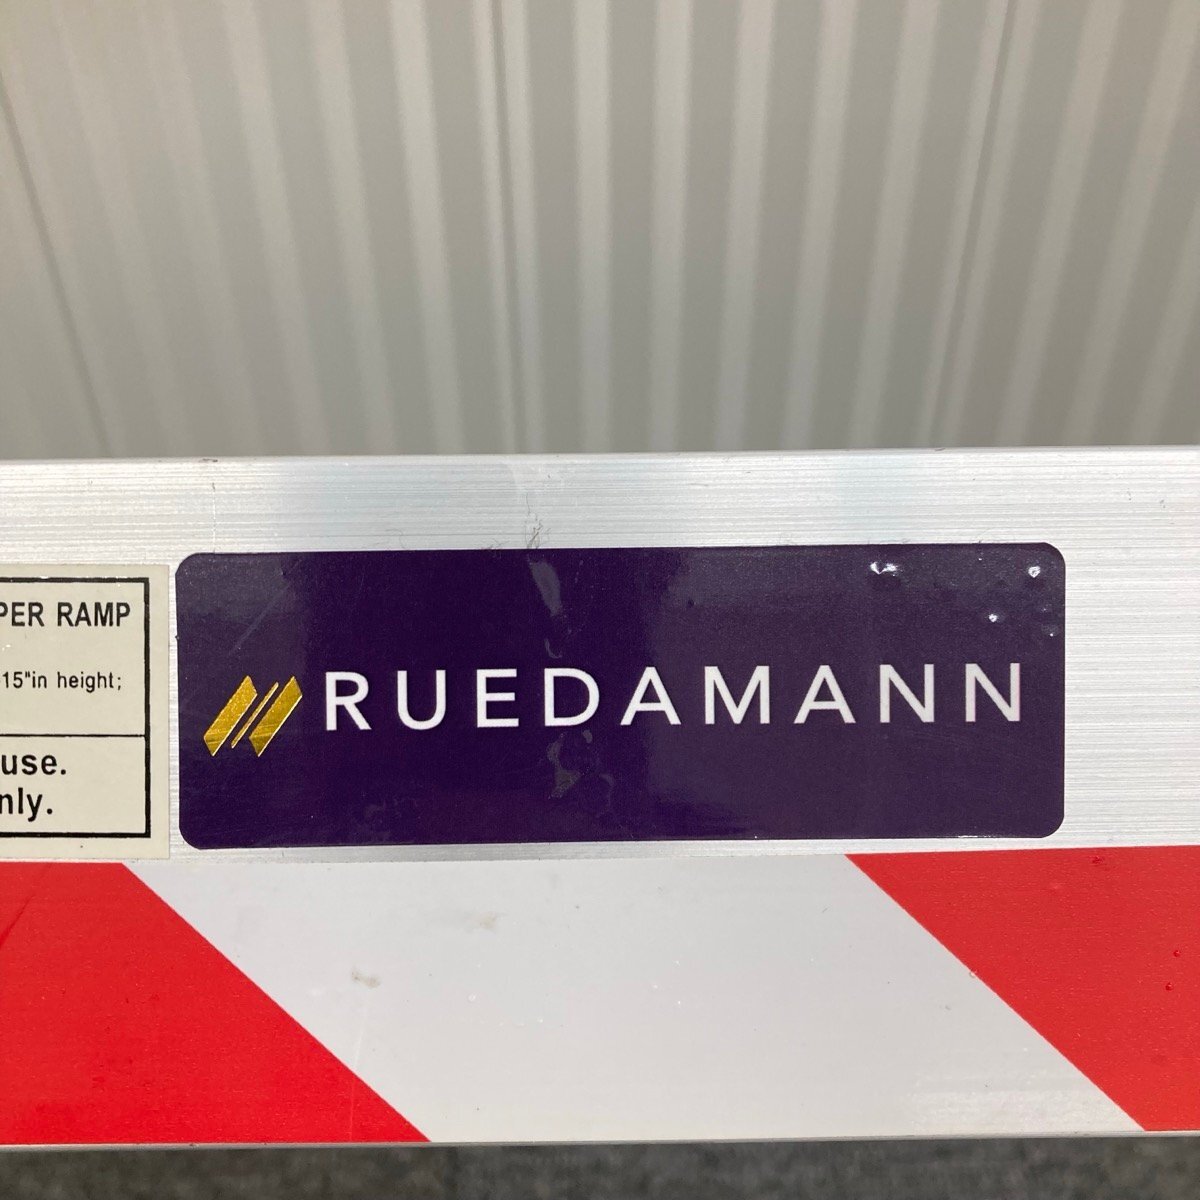 PER RAMP
15"in height;
use.
nly.
RUEDAMANN